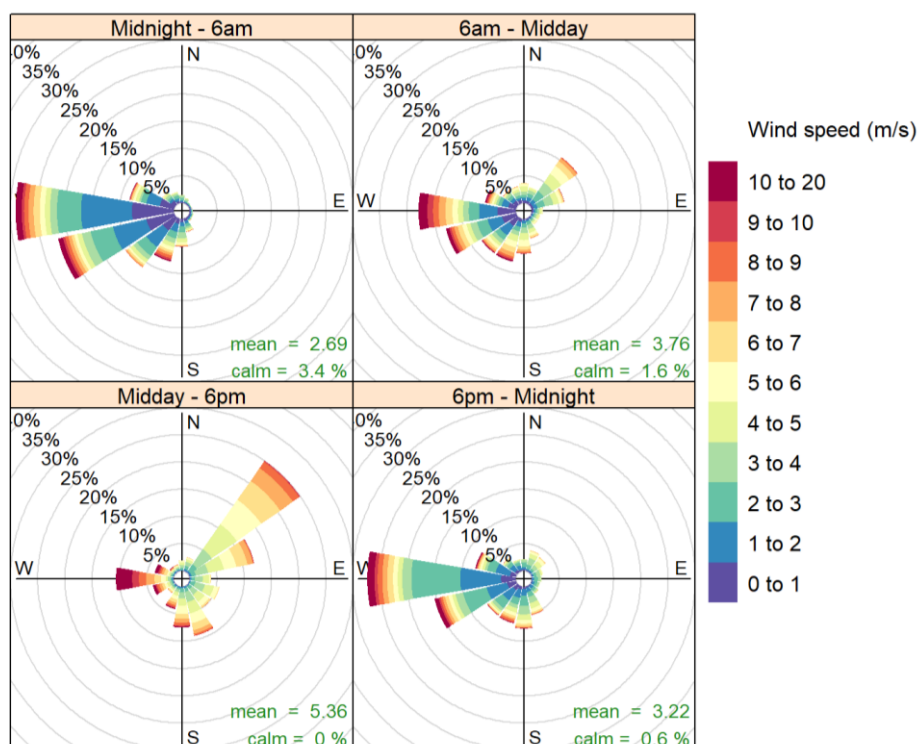 Midnight - 6am
0%
35%
30%
25%
20%
15%
10%
5%
N
W
E
S
mean = 2.69
calm = 3.4 %
6am - Midday
0%
35%
30%
25%
20%
15%
10%
5%
N
W
E
S
mean = 3.76
calm = 1.6 %
Midday - 6pm
0%
35%
30%
25%
20%
15%
10%
5%
N
W
E
S
mean = 5.36
calm = 0 %
6pm - Midnight
0%
35%
30%
25%
20%
15%
10%
5%
N
W
E
S
mean = 3.22
calm = 0.6 %
Wind speed (m/s)
10 to 20
9 to 10
8 to 9
7 to 8
6 to 7
5 to 6
4 to 5
3 to 4
2 to 3
1 to 2
0 to 1